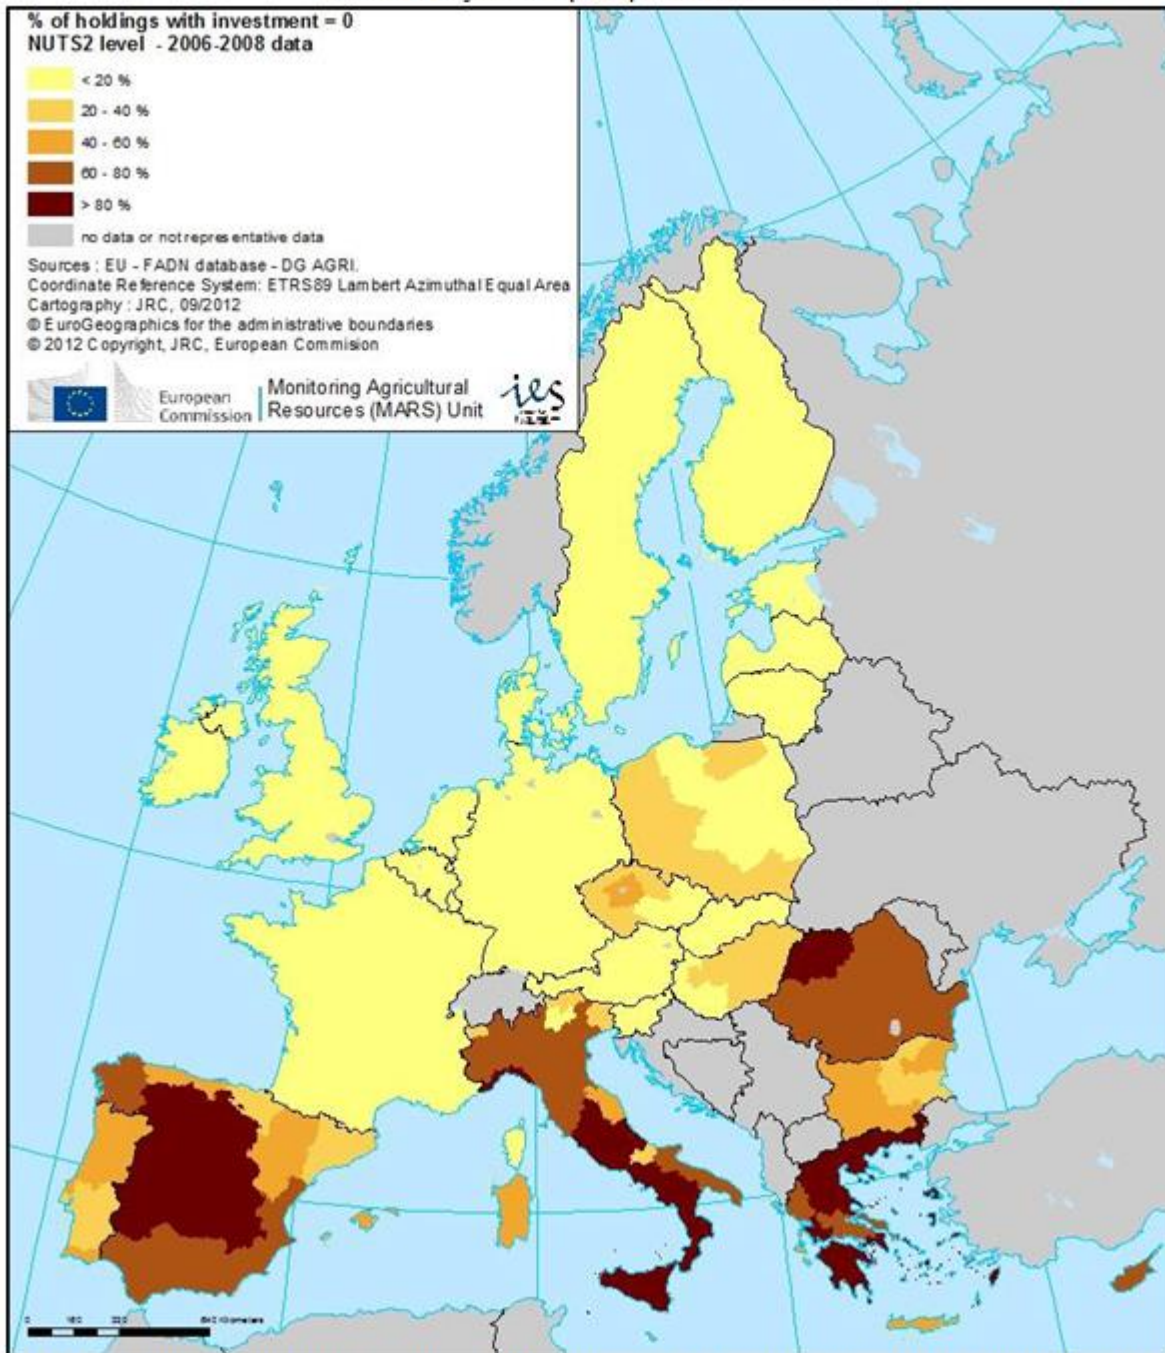 % of holdings with investment = 0
NUTS2 level - 2006-2008 data
< 20 %
20 - 40 %
40 - 60 %
60 - 80 %
> 80 %
no data or not representative data
Sources : EU - FADN database - DG AGRI.
Coordinate Reference System: ETRS89 Lambert Azimuthal Equal Area
Cartography : JRC, 09/2012
© EuroGeographics for the administrative boundaries
© 2012 Copyright, JRC, European Commision
European
Commission
Monitoring Agricultural
Resources (MARS) Unit
ies
0